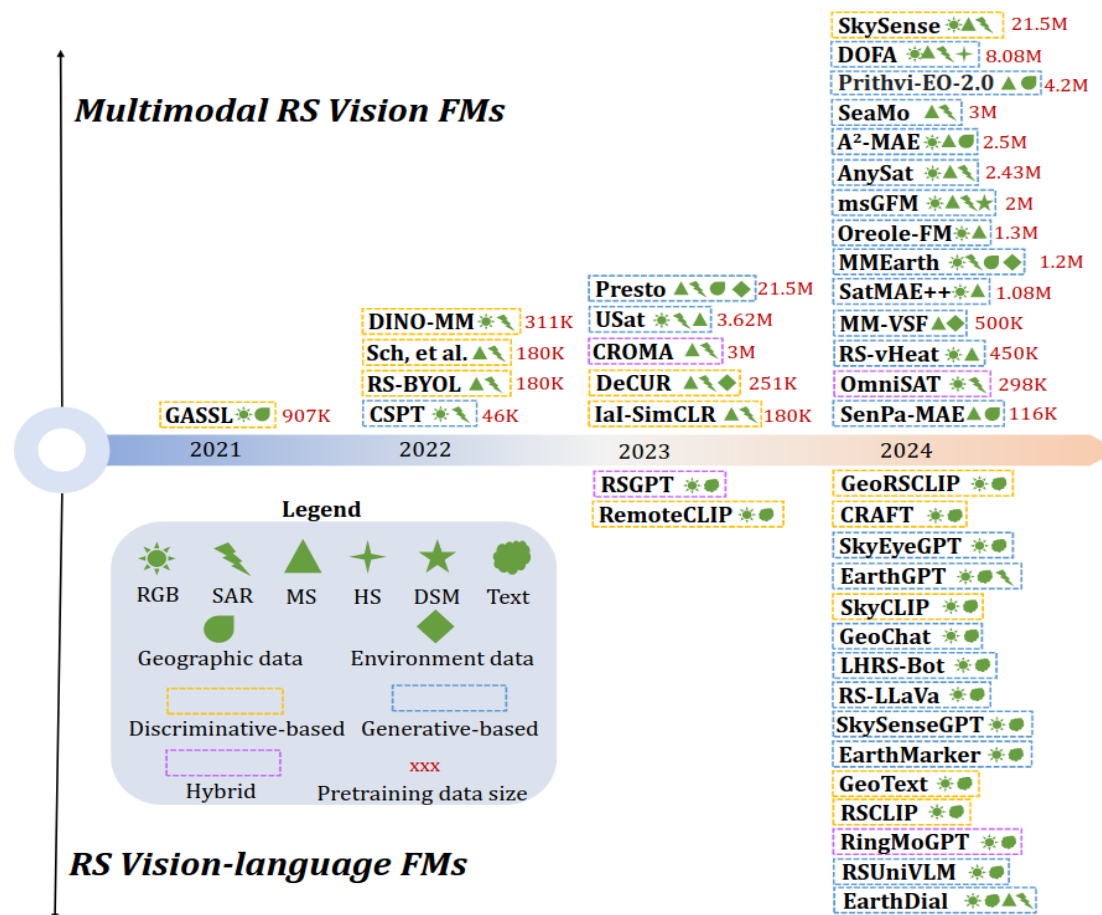 Multimodal RS Vision FMs
GASSL 907K
DINO-MM 311K
Sch, et al. 180K
RS-BYOL 180K
CSPT 46K
Presto 21.5M
USat 3.62M
CROMA 3M
DeCUR 251K
IaI-SimCLR 180K
SkySense 21.5M
DOFA 8.08M
Prithvi-EO-2.0 4.2M
SeaMo 3M
A²-MAE 2.5M
AnySat 2.43M
msGFM 2M
Oreole-FM 1.3M
MMEarth 1.2M
SatMAE++ 1.08M
MM-VSF 500K
RS-vHeat 450K
OmniSAT 298K
SenPa-MAE 116K
2021 2022 2023 2024
RSGPT
RemoteCLIP
GeoRSCLIP
CRAFT
SkyEyeGPT
EarthGPT
SkyCLIP
GeoChat
LHRS-Bot
RS-LLaVa
SkySenseGPT
EarthMarker
GeoText
RSCLIP
RingMoGPT
RSUniVLM
EarthDial
Legend
RGB SAR MS HS DSM Text
Geographic data Environment data
Discriminative-based Generative-based
xxx
Hybrid Pretraining data size
RS Vision-language FMs